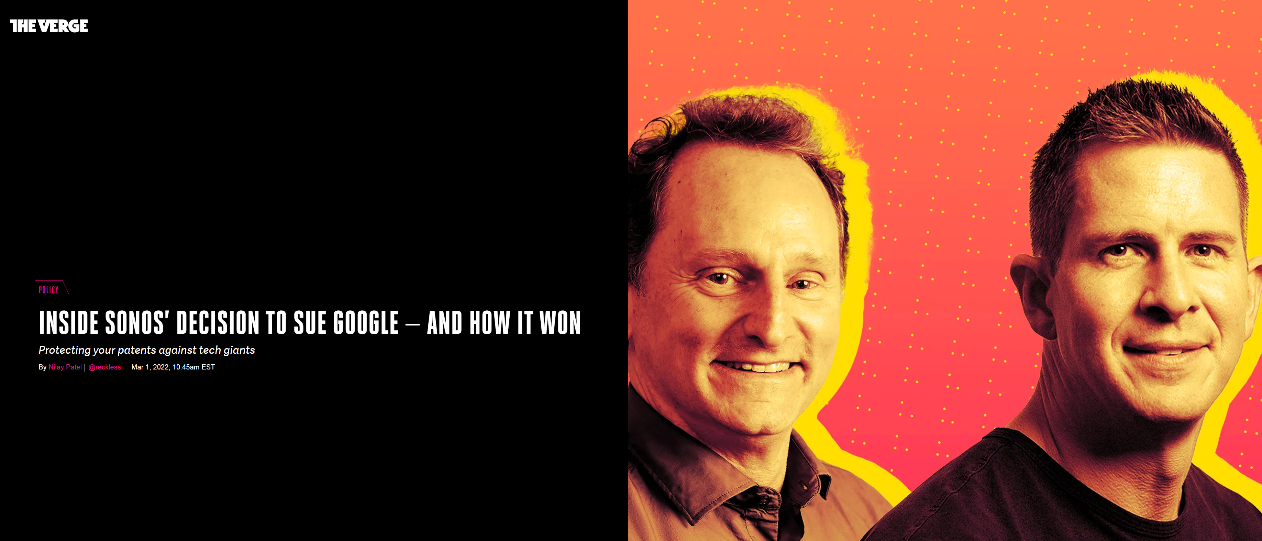 THE VERGE
POLICY
INSIDE SONOS' DECISION TO SUE GOOGLE — AND HOW IT WON
Protecting your patents against tech giants
By Nilay Patel | @reckless Mar 1, 2022, 10:45am EST